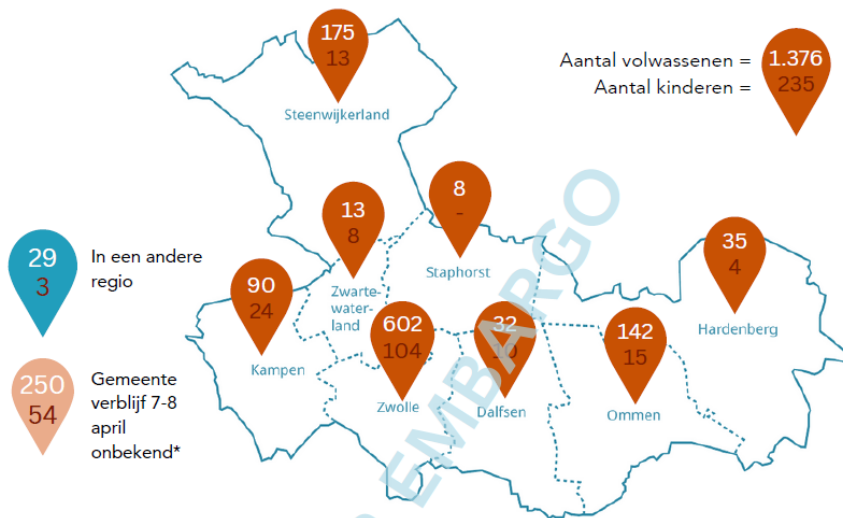 175
13
Steenwijkerland
Aantal volwassenen =
Aantal kinderen =
1.376
235
8
-
Staphorst
13
8
Zwarte-
water-
land
29
3
In een andere
regio
35
4
Hardenberg
90
24
Kampen
602
104
Zwolle
32
10
Dalfsen
142
15
Ommen
250
54
Gemeente
verblijf 7-8
april
onbekend*
EMBARGO